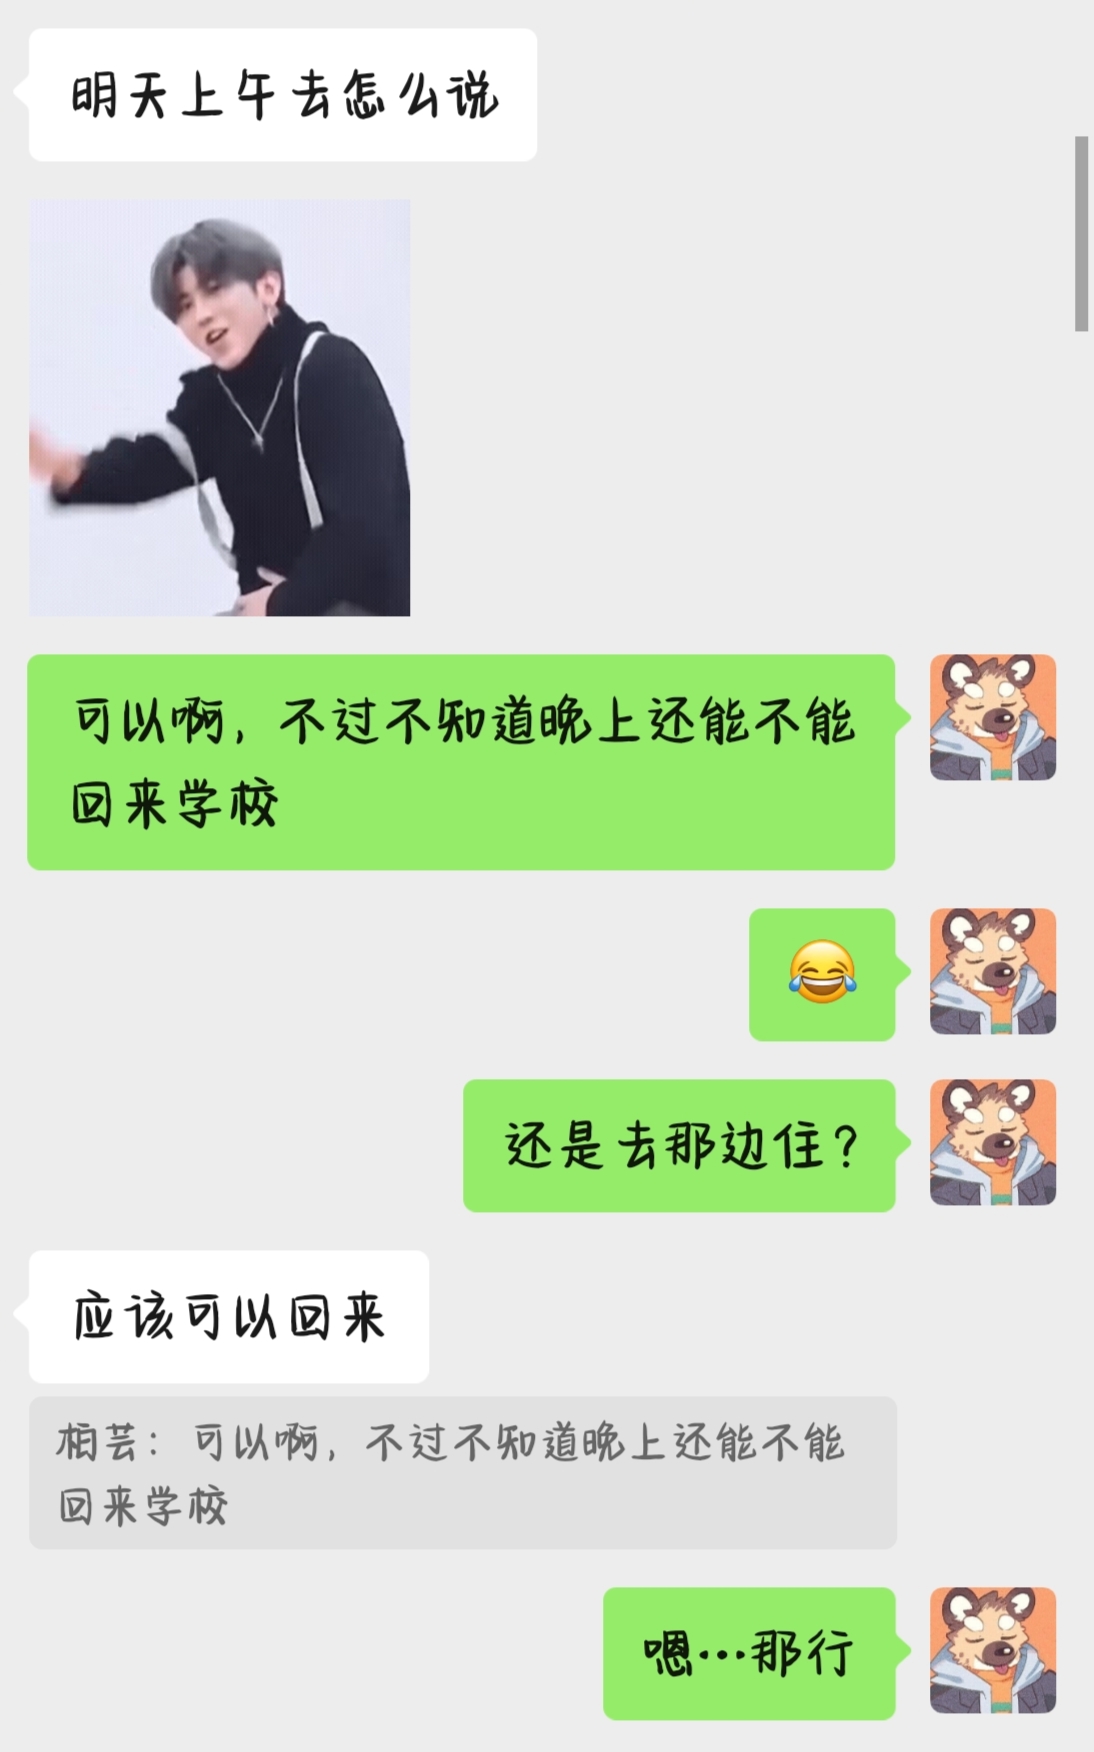 明天上午去怎么说
可以啊，不过不知道晚上还能不能
回来学校
😂
还是去那边住？
应该可以回来
柏芸：可以啊，不过不知道晚上还能不能
回来学校
嗯…那行